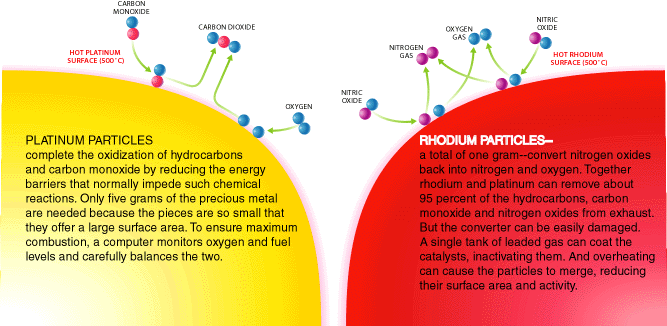 CARBON
MONOXIDE
CARBON DIOXIDE
HOT PLATINUM
SURFACE (500˚C)
OXYGEN
PLATINUM PARTICLES
complete the oxidization of hydrocarbons
and carbon monoxide by reducing the energy
barriers that normally impede such chemical
reactions. Only five grams of the precious metal
are needed because the pieces are so small that
they offer a large surface area. To ensure maximum
combustion, a computer monitors oxygen and fuel
levels and carefully balances the two.
NITRIC
OXIDE
OXYGEN
GAS
NITROGEN
GAS
HOT RHODIUM
SURFACE (500˚C)
NITRIC
OXIDE
RHODIUM PARTICLES--
a total of one gram--convert nitrogen oxides
back into nitrogen and oxygen. Together
rhodium and platinum can remove about
95 percent of the hydrocarbons, carbon
monoxide and nitrogen oxides from exhaust.
But the converter can be easily damaged.
A single tank of leaded gas can coat the
catalysts, inactivating them. And overheating
can cause the particles to merge, reducing
their surface area and activity.